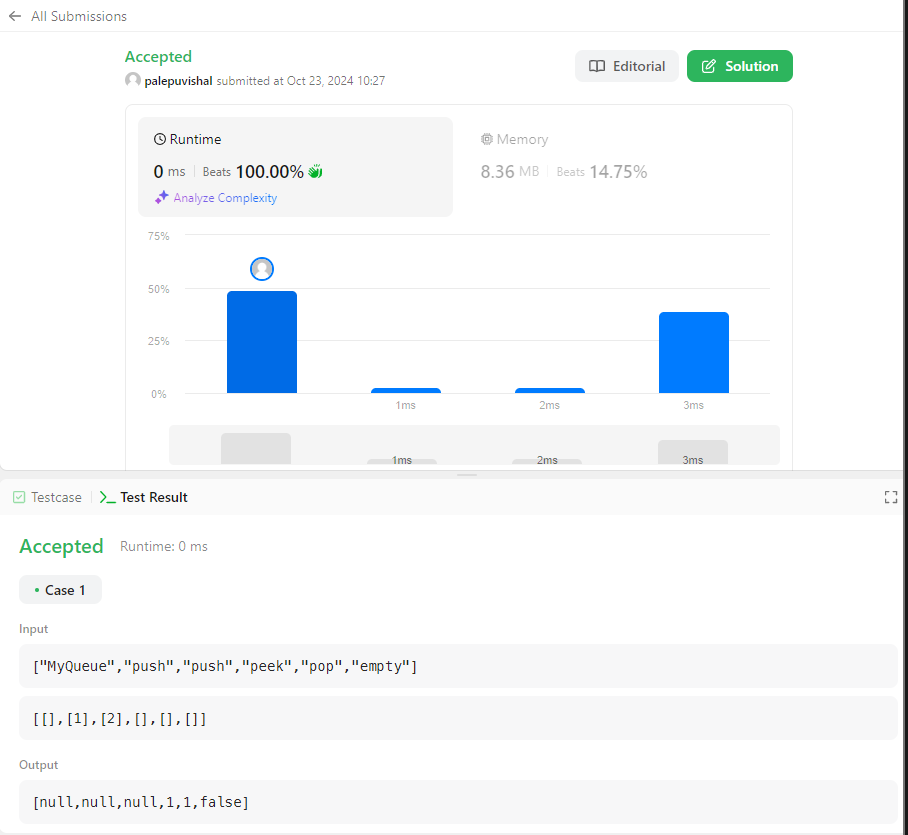 All Submissions
Accepted
palepuvishal submitted at Oct 23, 2024 10:27
Editorial
Solution
Runtime
0 ms Beats 100.00%
Analyze Complexity
Memory
8.36 MB Beats 14.75%
75%
50%
25%
0%
1ms 2ms 3ms
1ms 2ms 3ms
Testcase
Test Result
Accepted Runtime: 0 ms
• Case 1
Input
["MyQueue","push","push","peek","pop","empty"]
[[],[1],[2],[],[],[]]
Output
[null,null,null,1,1,false]